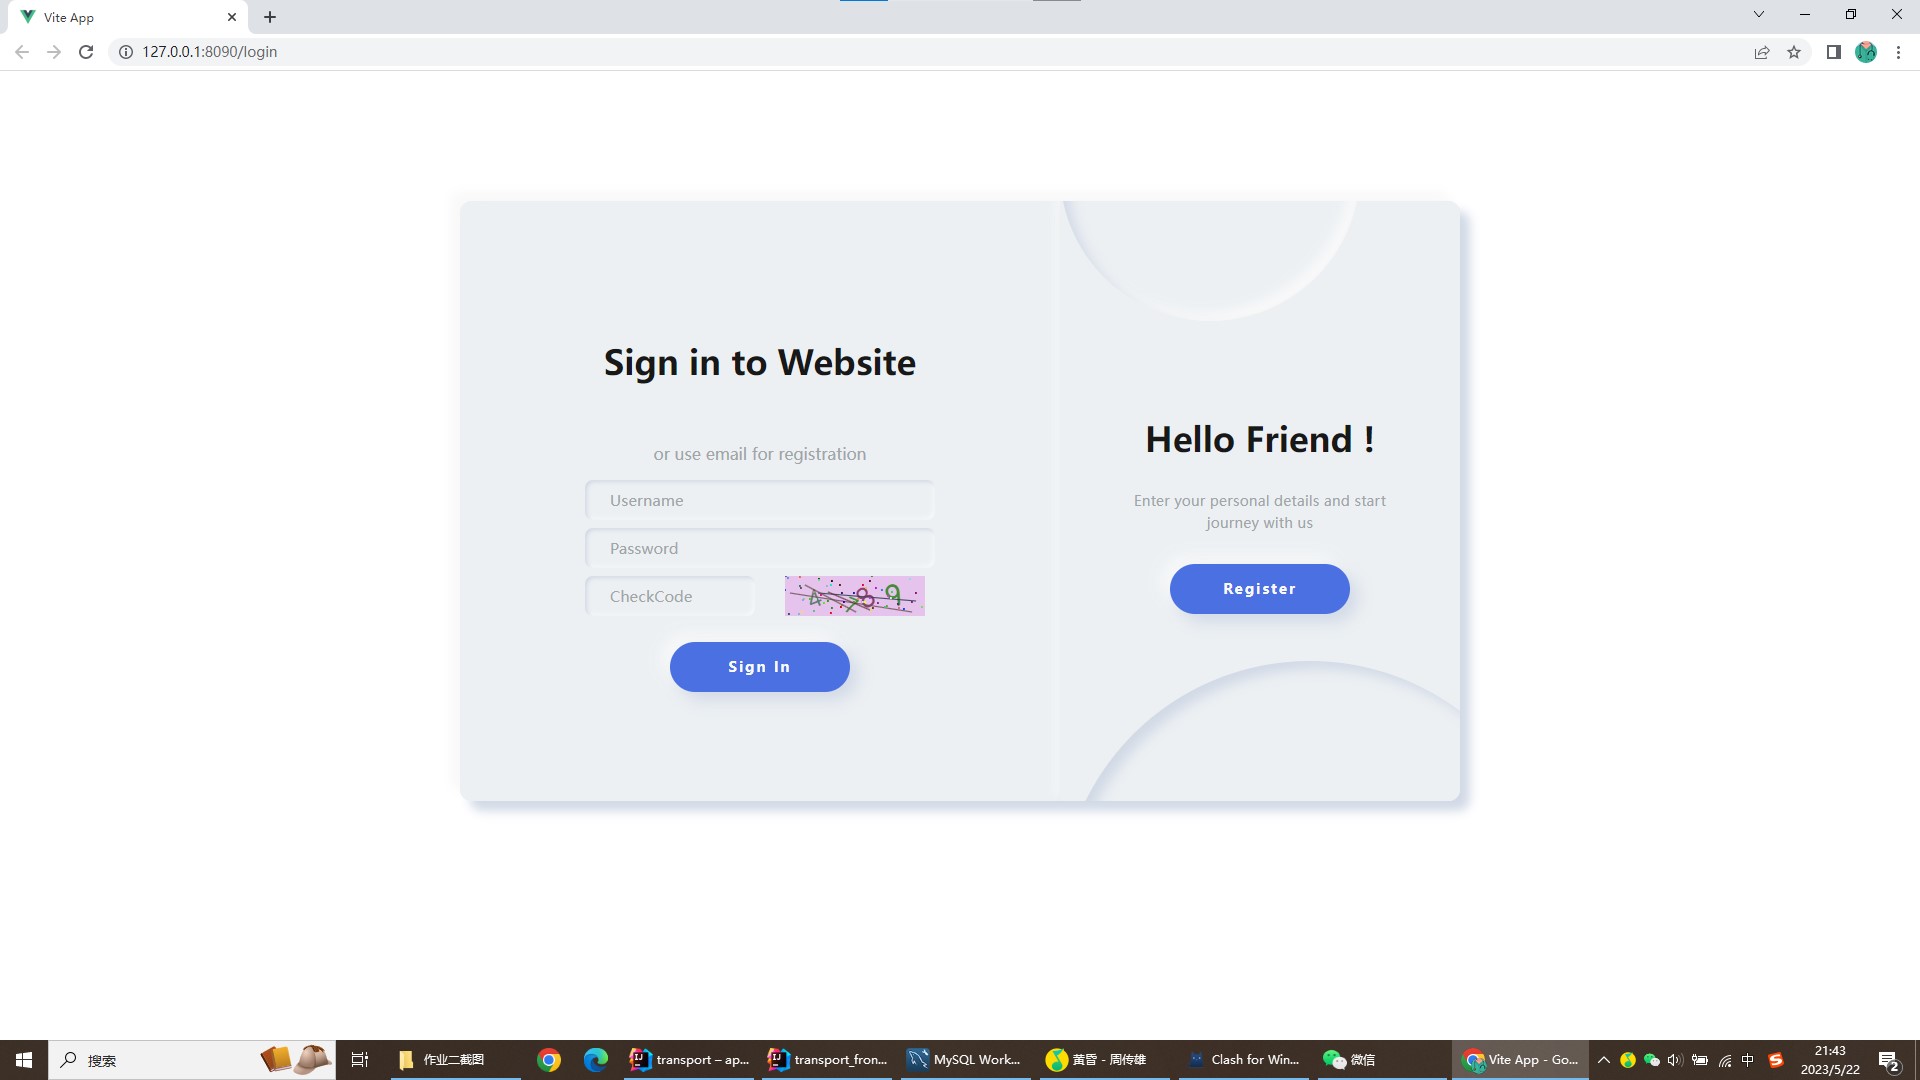 Vite App
127.0.0.1:8090/login
Sign in to Website
or use email for registration
Username
Password
CheckCode
Sign In
Hello Friend !
Enter your personal details and start
journey with us
Register
搜索
作业二截图
transport – ap...
transport_fron...
MySQL Work...
黄昏 - 周传雄
Clash for Win...
微信
Vite App - Go...
中
21:43
2023/5/22
2